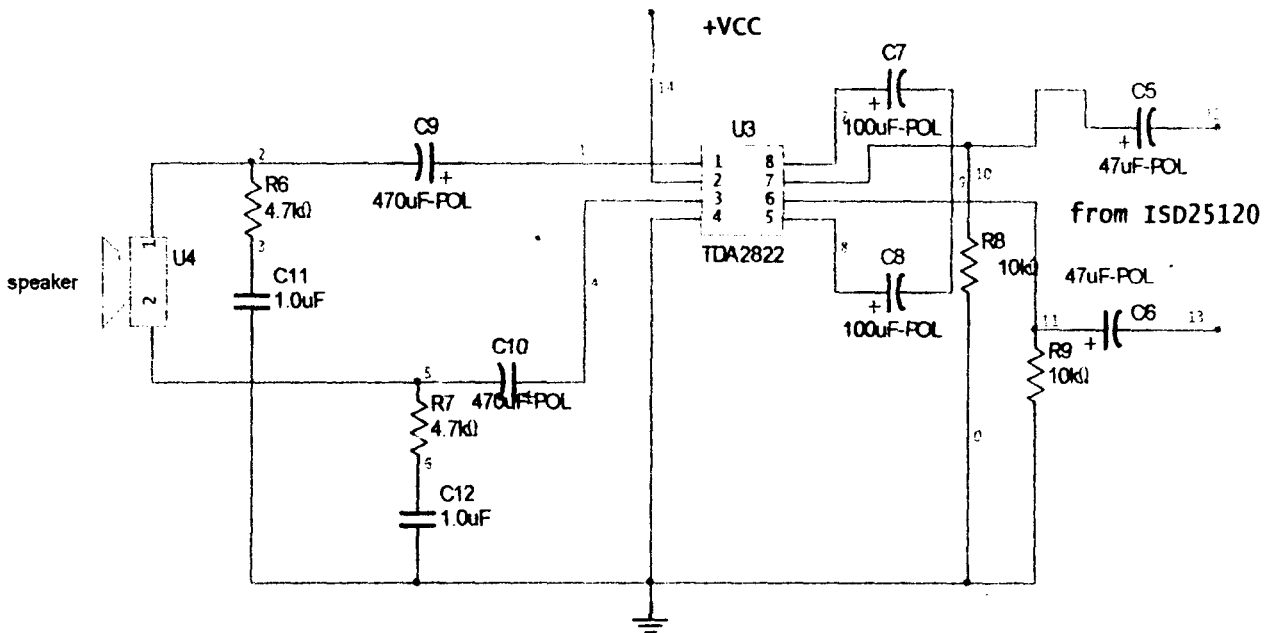 +VCC
14
C7
+
100uF-POL
C5
+
47uF-POL
C9
+
470uF-POL
2
1
U3
1 8
2 7
3 6
4 5
TDA2822
10
from ISD25120
R6
4.7kΩ
3
C11
1.0uF
speaker
U4
1
2
4
8
C8
+
100uF-POL
R8
10kΩ
47uF-POL
C6
+
11
13
R9
10kΩ
C10
470uF-POL
5
R7
4.7kΩ
6
C12
1.0uF
0